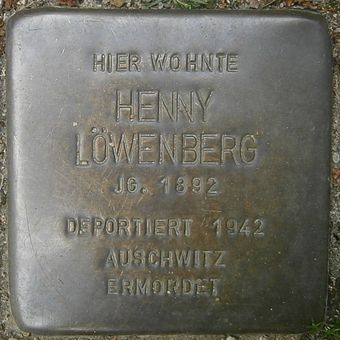 HIER WOHNTE
HENNY
LÖWENBERG
JG. 1892
DEPORTIERT 1942
AUSCHWITZ
ERMORDET